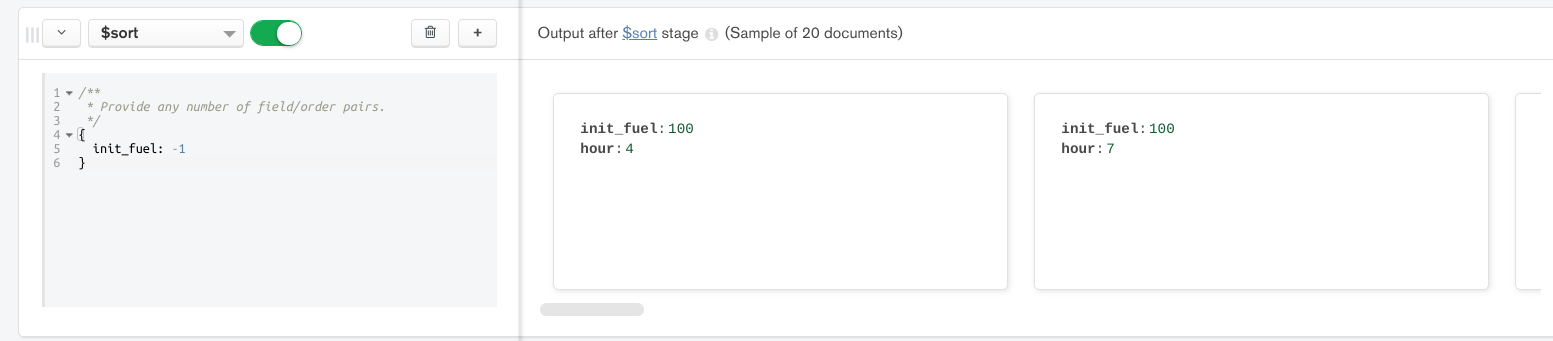 $sort
+
Output after $sort stage (Sample of 20 documents)
1 /**
2 * Provide any number of field/order pairs.
3 */
4 {
5 init_fuel: -1
6 }
init_fuel: 100
hour: 4
init_fuel: 100
hour: 7